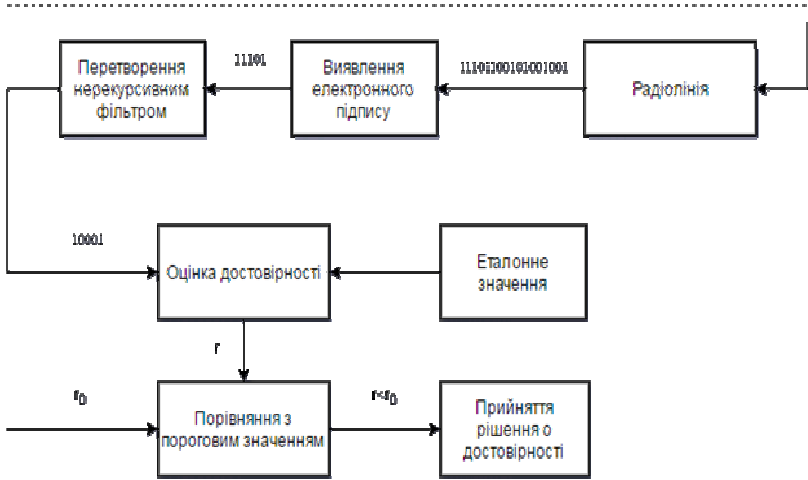 Перетворення
нерекурсивним
фільтром
11101
Виявлення
електронного
підпису
11101100101001001
Радіолінія
10001
Оцінка достовірності
Еталонне
значення
r
r0
Порівняння з
пороговим значенням
r<r0
Прийняття
рішення о
достовірності